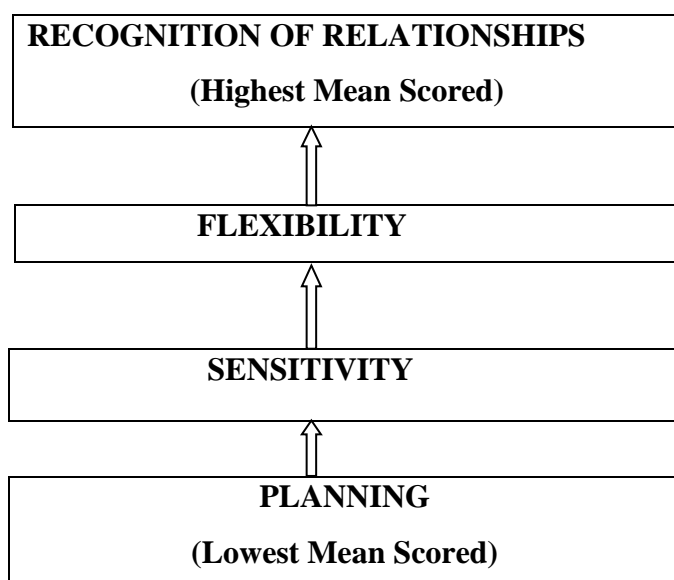 RECOGNITION OF RELATIONSHIPS
(Highest Mean Scored)
FLEXIBILITY
SENSITIVITY
PLANNING
(Lowest Mean Scored)